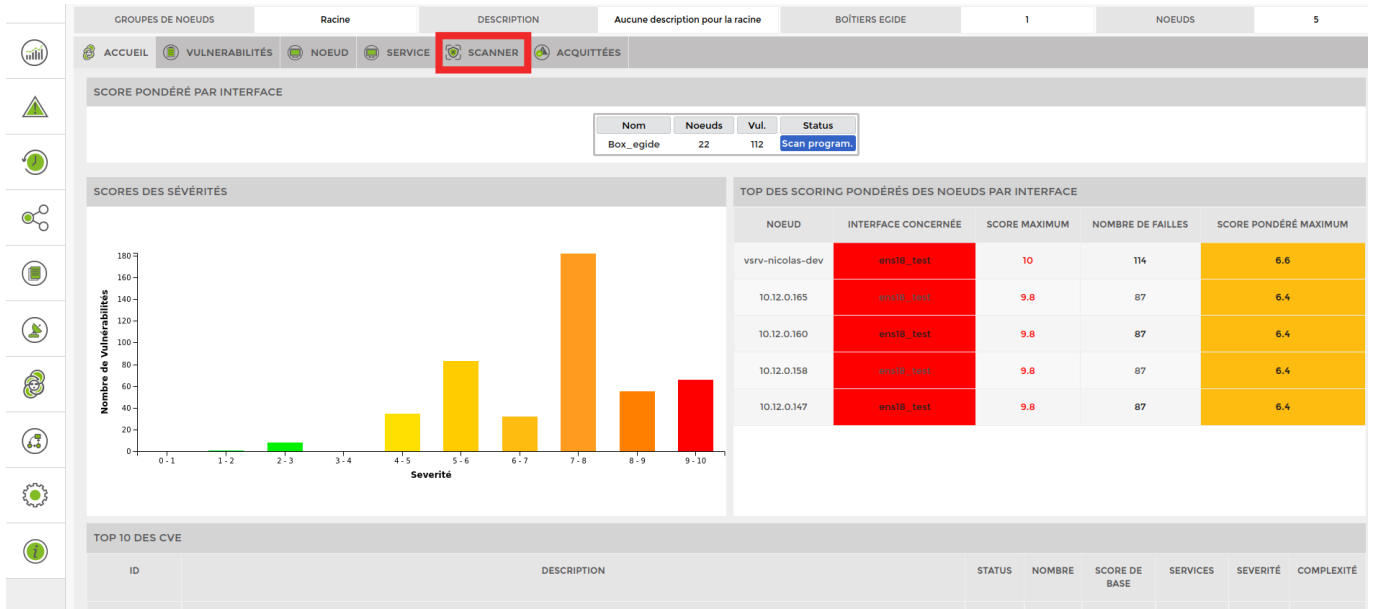 GROUPES DE NOEUDS Racine DESCRIPTION Aucune description pour la racine BOÎTIERS EGIDE 1 NOEUDS 5
ACCUEIL VULNERABILITÉS NOEUD SERVICE SCANNER ACQUITTÉES
SCORE PONDÉRÉ PAR INTERFACE
Nom Noeuds Vul. Status
Box_egide 22 112 Scan program.
SCORES DES SÉVÉRITÉS
Nombre de Vulnérabilités
180
160
140
120
100
80
60
40
20
0
0 - 1 1 - 2 2 - 3 3 - 4 4 - 5 5 - 6 6 - 7 7 - 8 8 - 9 9 - 10
Severité
TOP DES SCORING PONDÉRÉS DES NOEUDS PAR INTERFACE
NOEUD INTERFACE CONCERNÉE SCORE MAXIMUM NOMBRE DE FAILLES SCORE PONDÉRÉ MAXIMUM
vsrv-nicolas-dev ens18_test 10 114 6.6
10.12.0.165 ens18_test 9.8 87 6.4
10.12.0.160 ens18_test 9.8 87 6.4
10.12.0.158 ens18_test 9.8 87 6.4
10.12.0.147 ens18_test 9.8 87 6.4
TOP 10 DES CVE
ID DESCRIPTION STATUS NOMBRE SCORE DE BASE SERVICES SEVERITÉ COMPLEXITÉ